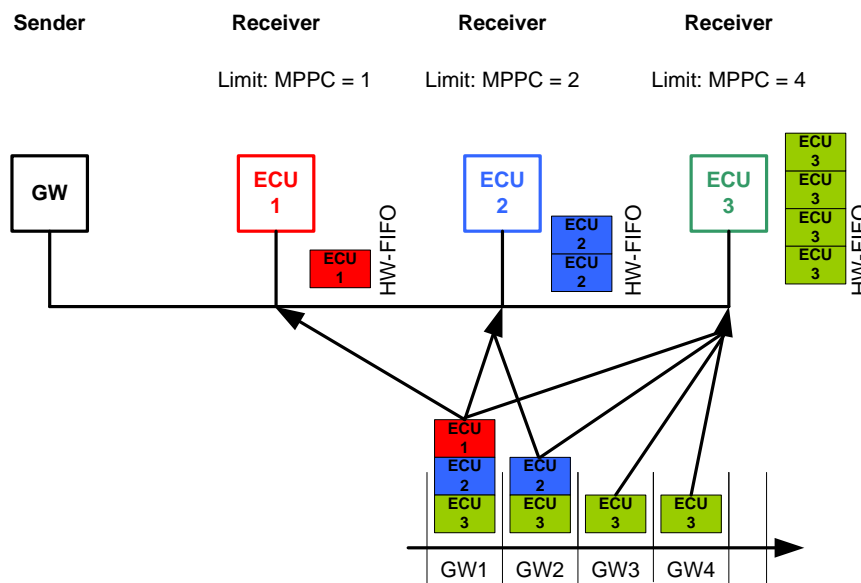 Sender
Receiver
Receiver
Receiver
Limit: MPPC = 1
Limit: MPPC = 2
Limit: MPPC = 4
GW
ECU
1
ECU
2
ECU
3
ECU
1
HW-FIFO
ECU
2
ECU
2
HW-FIFO
ECU
3
ECU
3
ECU
3
ECU
3
HW-FIFO
ECU
1
ECU
2
ECU
3
ECU
2
ECU
3
ECU
3
ECU
3
GW1
GW2
GW3
GW4